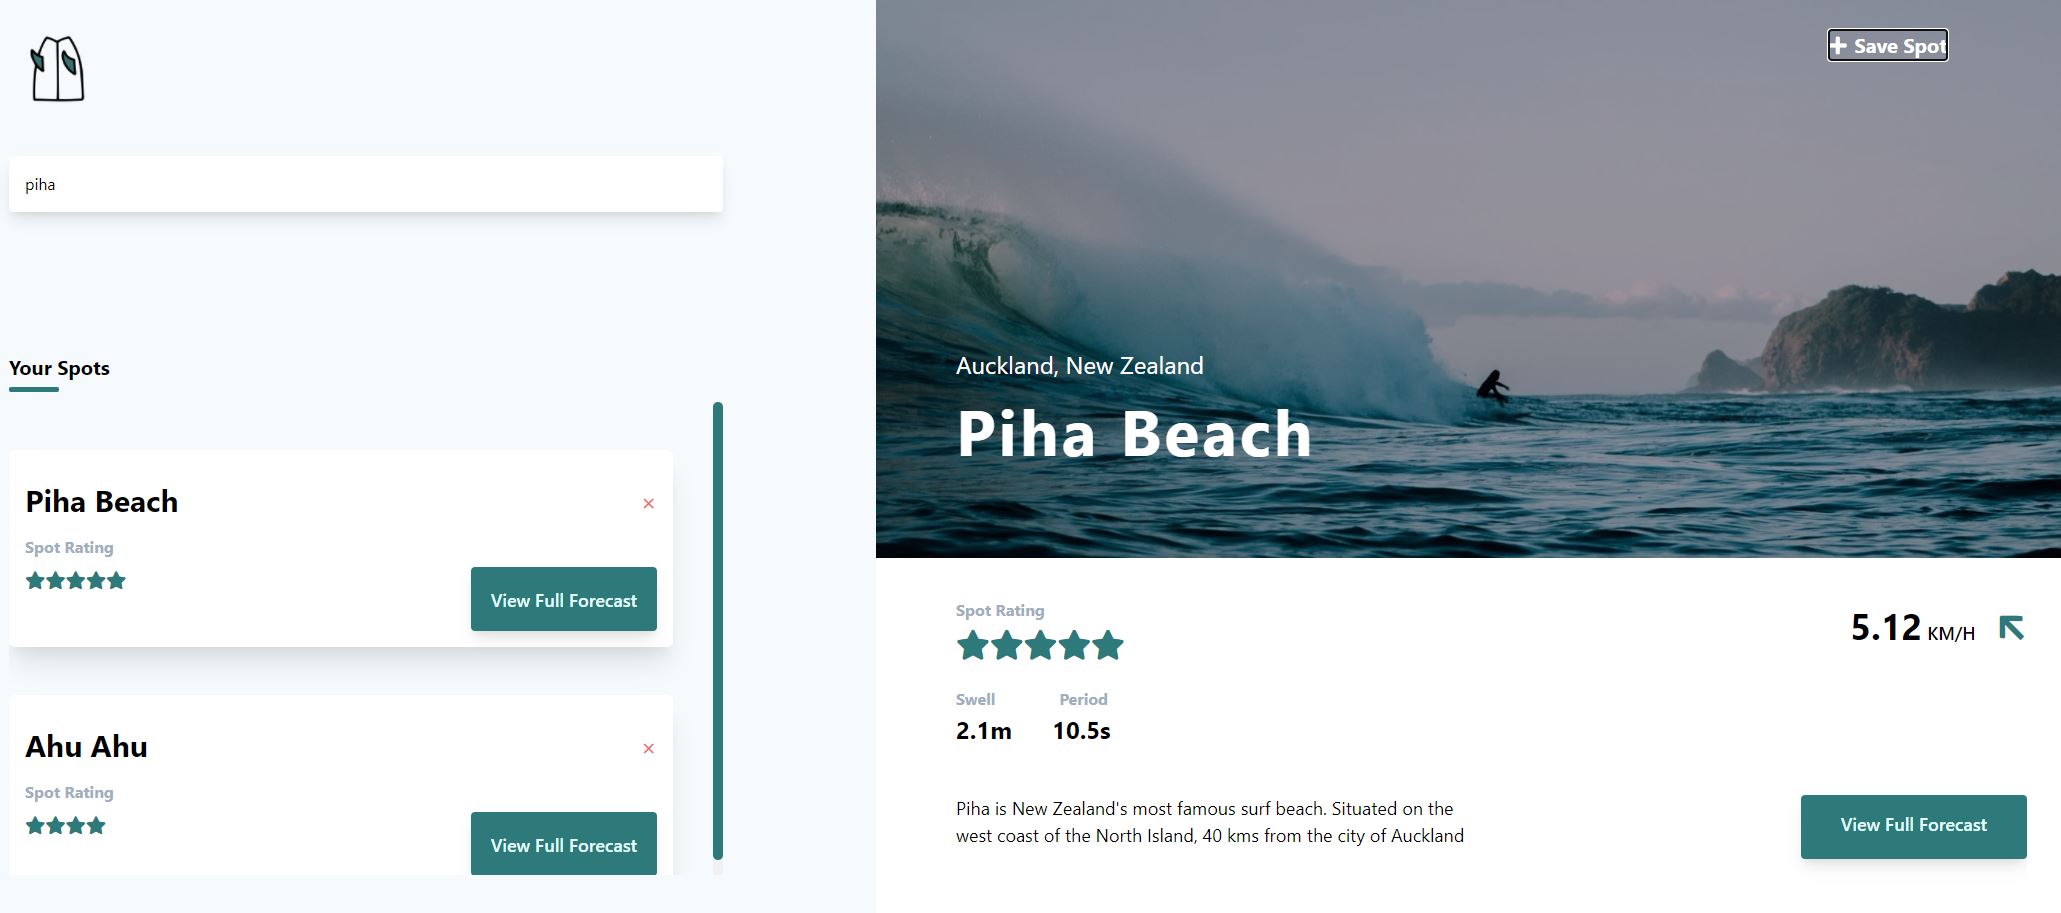 piha
Your Spots
Piha Beach
×
Spot Rating
View Full Forecast
Ahu Ahu
×
Spot Rating
View Full Forecast
+ Save Spot
Auckland, New Zealand
Piha Beach
Spot Rating
5.12 KM/H
Swell Period
2.1m 10.5s
Piha is New Zealand's most famous surf beach. Situated on the
west coast of the North Island, 40 kms from the city of Auckland
View Full Forecast